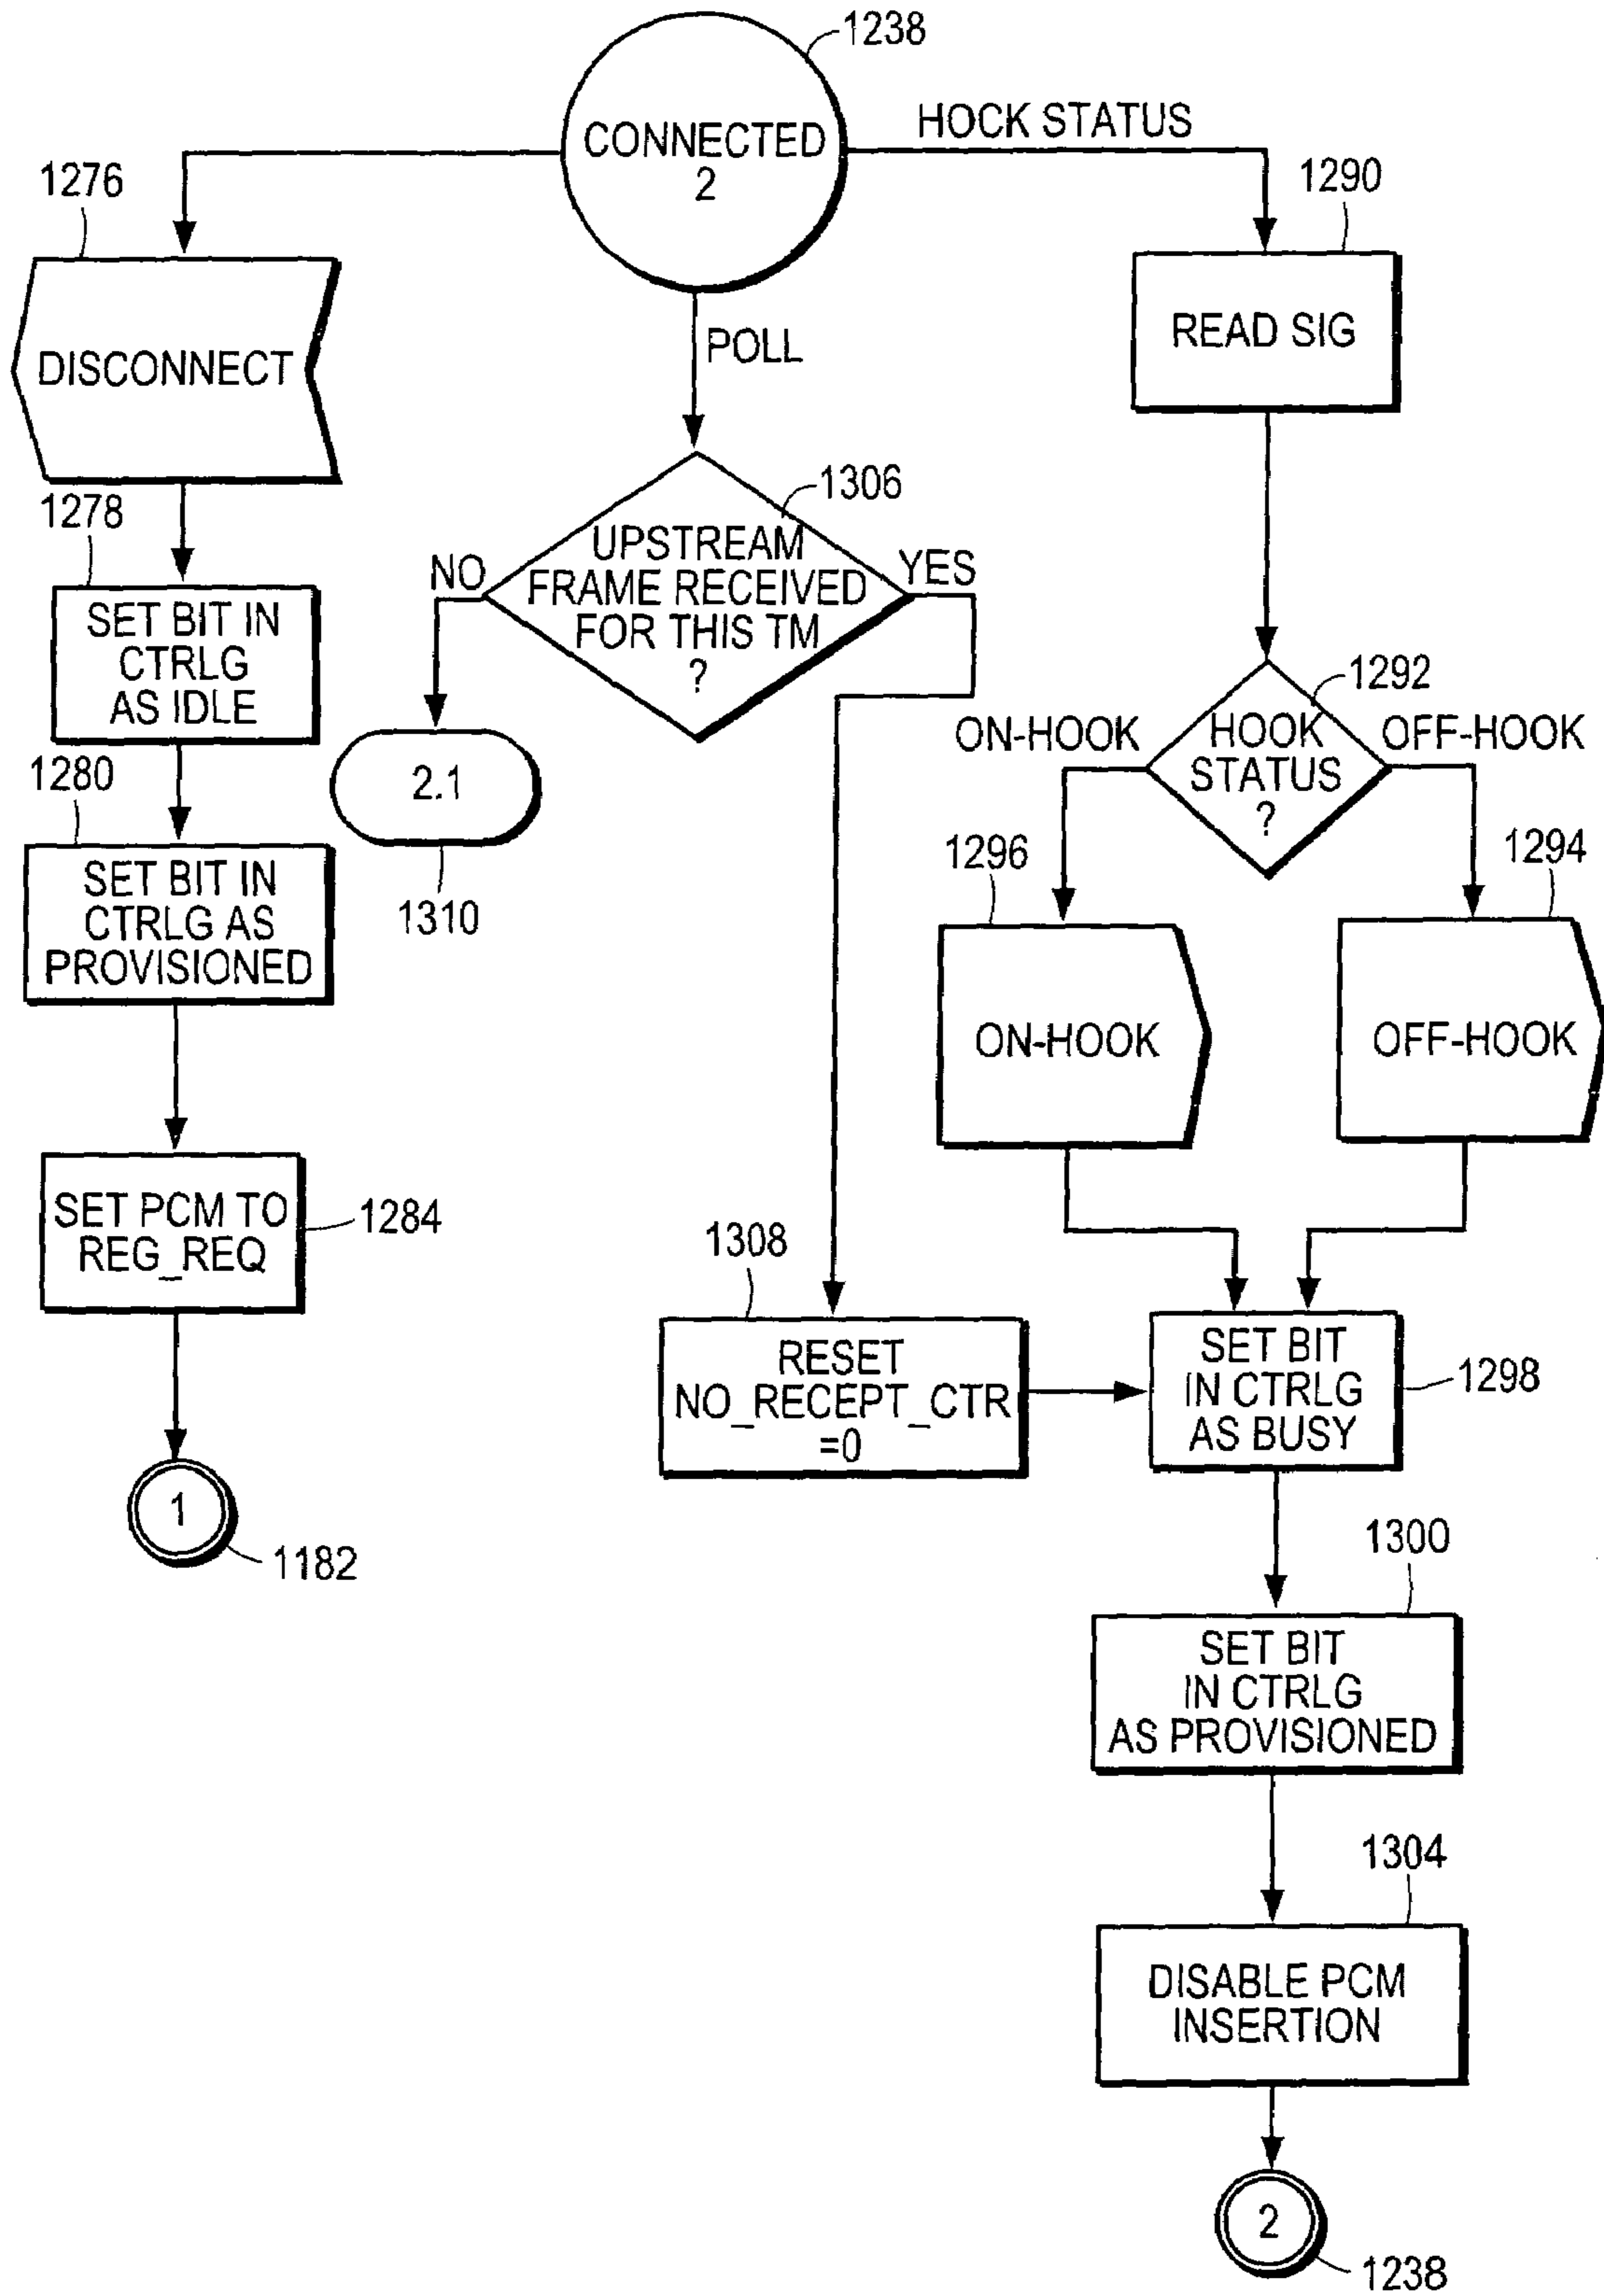 1238
CONNECTED
2
HOCK STATUS
1276
DISCONNECT
1278
SET BIT IN
CTRLG
AS IDLE
1280
SET BIT IN
CTRLG AS
PROVISIONED
SET PCM TO
REG_REQ
1284
1
1182
POLL
1306
UPSTREAM
FRAME RECEIVED
FOR THIS TM
?
NO
YES
2.1
1310
1308
RESET
NO_RECEPT_CTR
=0
1290
READ SIG
1292
HOOK
STATUS
?
ON-HOOK
OFF-HOOK
1296
ON-HOOK
1294
OFF-HOOK
SET BIT
IN CTRLG
AS BUSY
1298
1300
SET BIT
IN CTRLG
AS PROVISIONED
1304
DISABLE PCM
INSERTION
2
1238